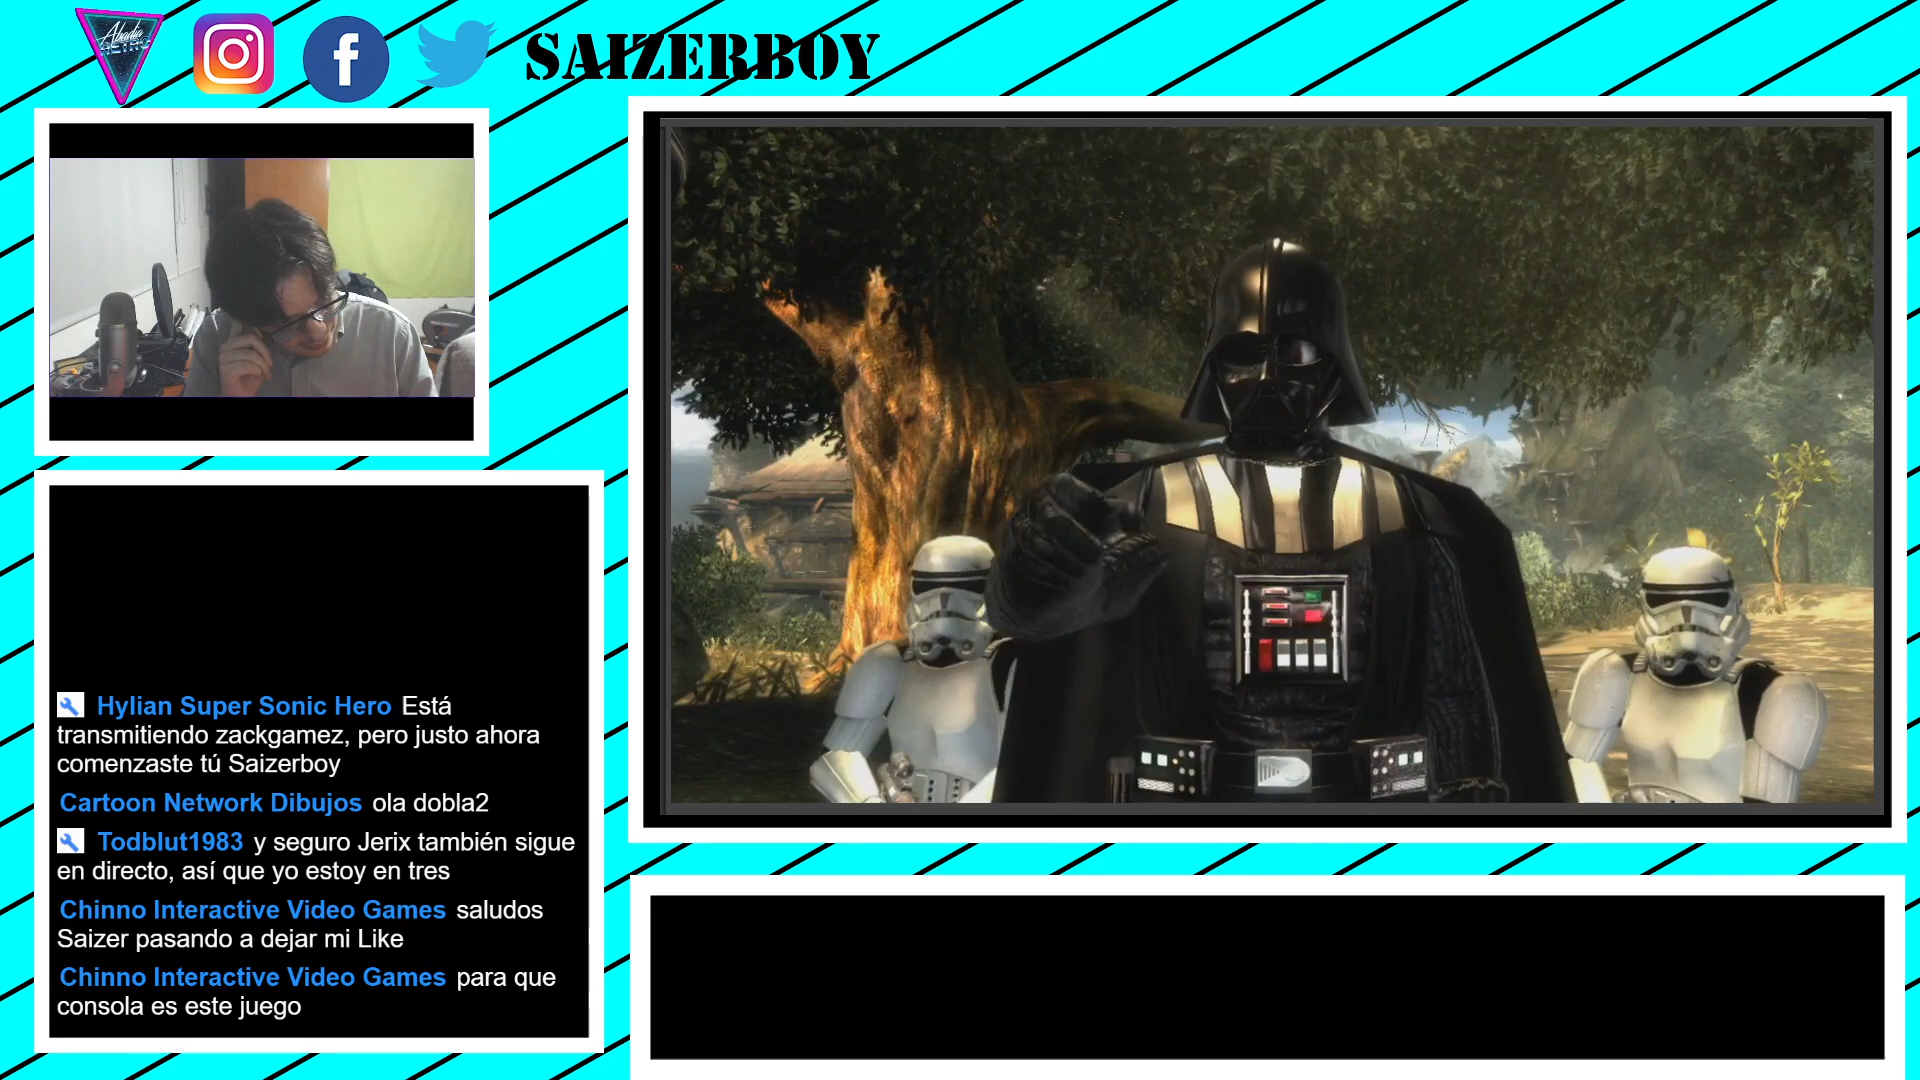 Abadía
RETRO
SAIZERBOY
Hylian Super Sonic Hero Está
transmitiendo zackgamez, pero justo ahora
comenzaste tú Saizerboy
Cartoon Network Dibujos ola dobla2
Todblut1983 y seguro Jerix también sigue
en directo, así que yo estoy en tres
Chinno Interactive Video Games saludos
Saizer pasando a dejar mi Like
Chinno Interactive Video Games para que
consola es este juego